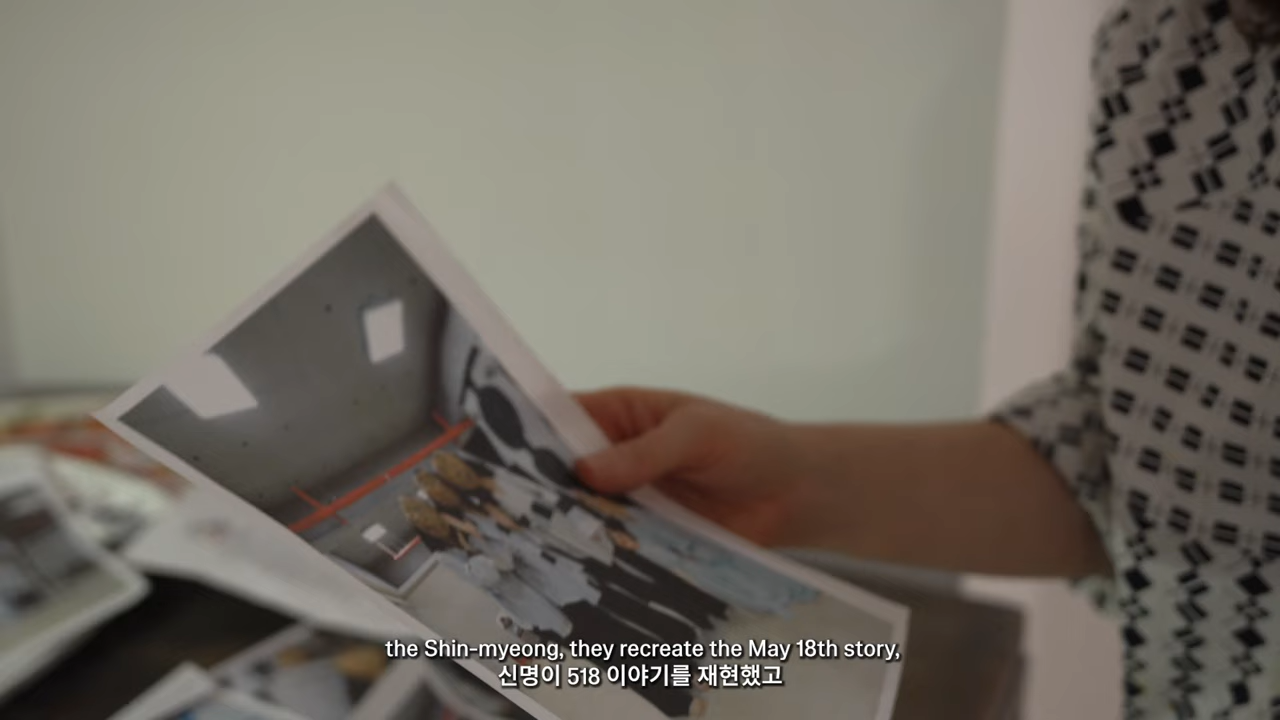 the Shin-myeong, they recreate the May 18th story,
신명이 518 이야기를 재현했고